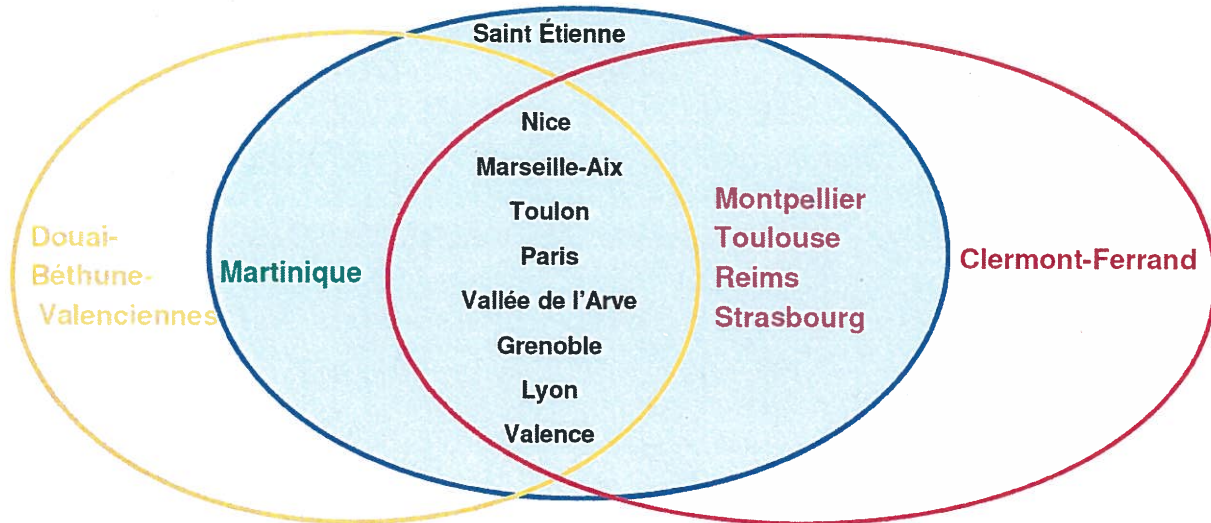 Saint Étienne
Nice
Marseille-Aix
Toulon
Paris
Vallée de l'Arve
Grenoble
Lyon
Valence
Douai-
Béthune-
Valenciennes
Martinique
Montpellier
Toulouse
Reims
Strasbourg
Clermont-Ferrand